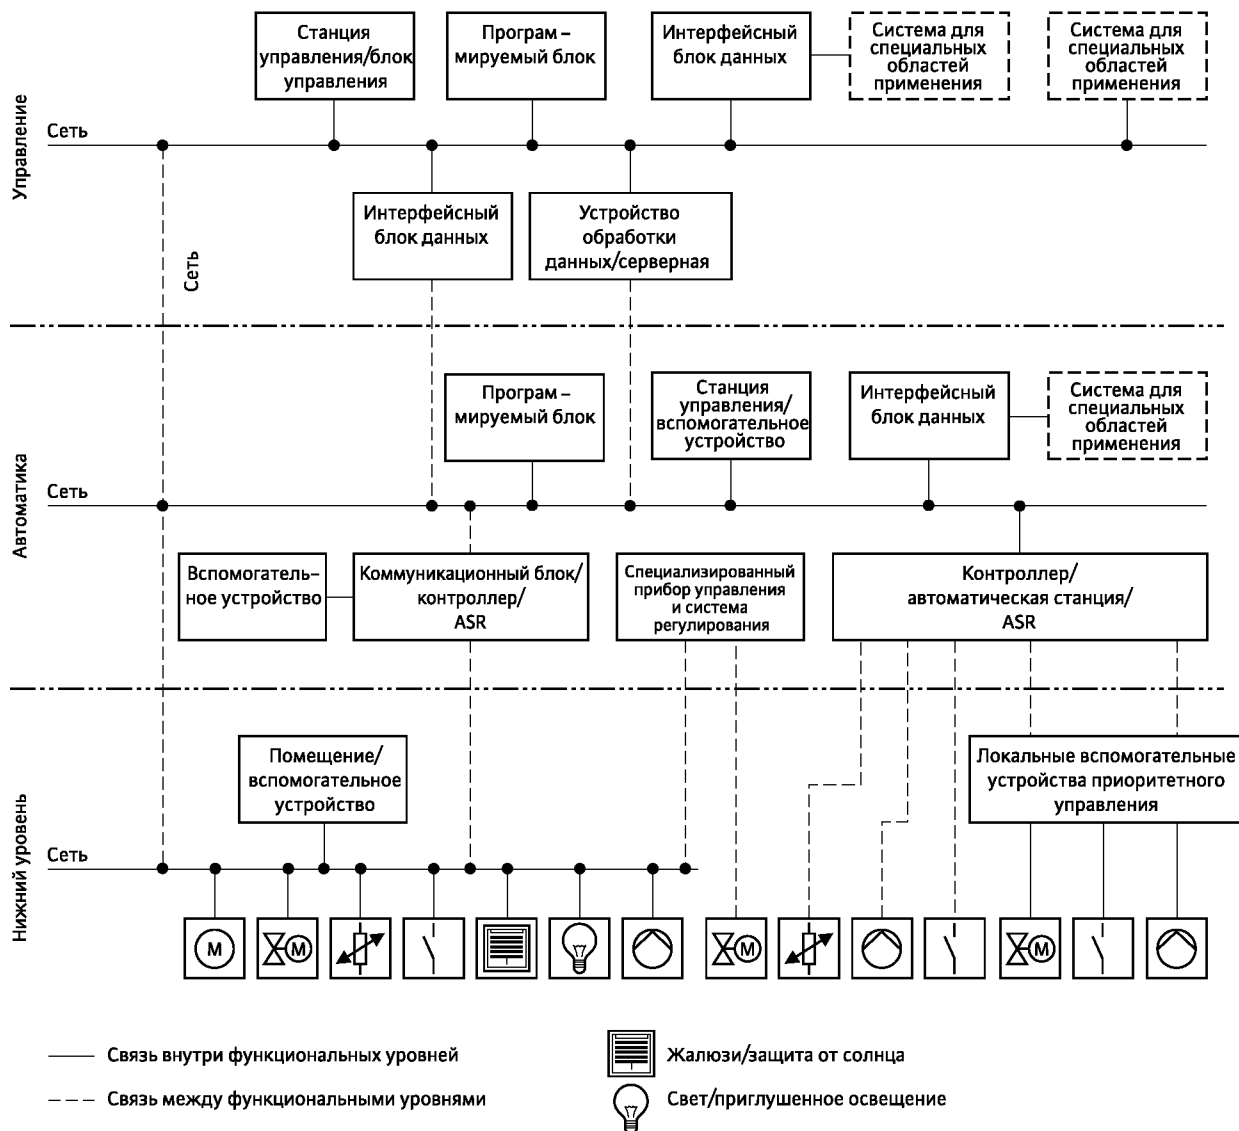 Станция
управления/блок
управления
Програм –
мируемый блок
Интерфейсный
блок данных
Система для
специальных
областей
применения
Система для
специальных
областей
применения
Управление
Сеть
Интерфейсный
блок данных
Устройство
обработки
данных/серверная
Сеть
Програм –
мируемый блок
Станция
управления/
вспомогательное
устройство
Интерфейсный
блок данных
Система для
специальных
областей
применения
Автоматика
Сеть
Вспомогатель–
ное устройство
Коммуникационный блок/
контроллер/
ASR
Специализированный
прибор управления
и система
регулирования
Контроллер/
автоматическая станция/
ASR
Нижний уровень
Помещение/
вспомогательное
устройство
Локальные вспомогательные
устройства приоритетного
управления
Сеть
М
М
М
М
Связь внутри функциональных уровней
Жалюзи/защита от солнца
Связь между функциональными уровнями
Свет/приглушенное освещение